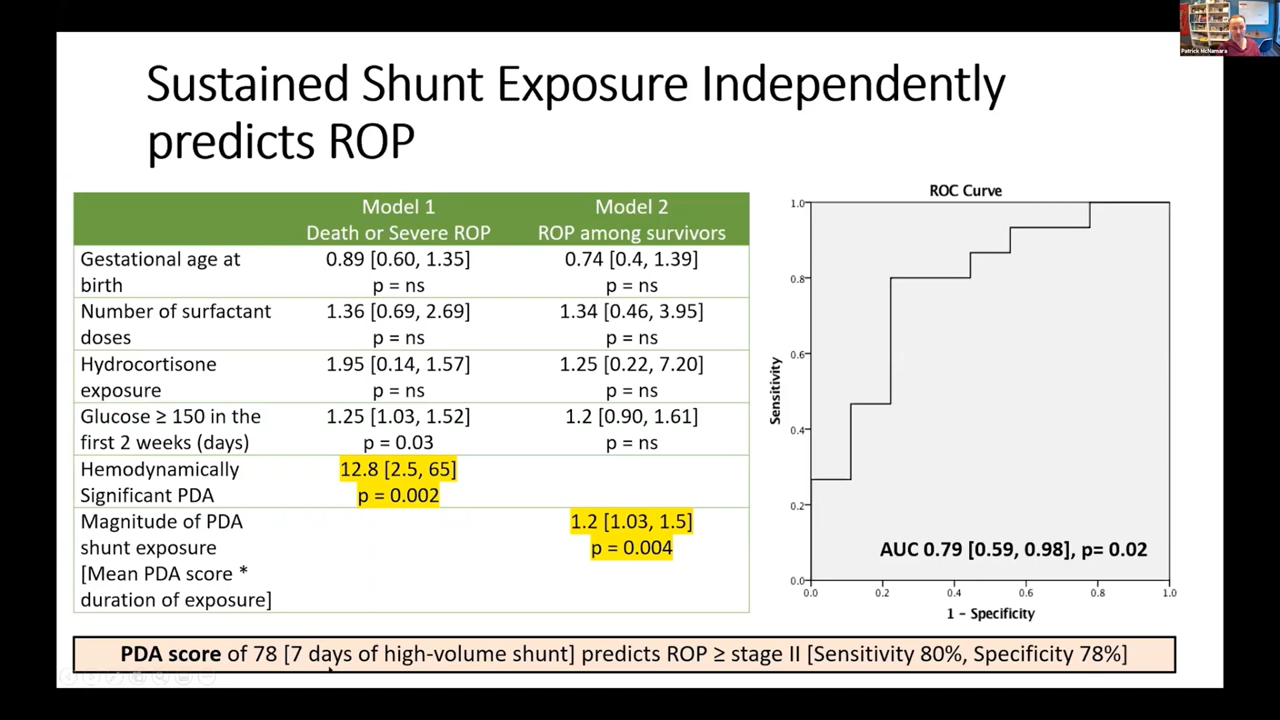 Patrick McNamara
Sustained Shunt Exposure Independently
predicts ROP
Model 1
Death or Severe ROP
Model 2
ROP among survivors
Gestational age at
birth
0.89 [0.60, 1.35]
p = ns
0.74 [0.4, 1.39]
p = ns
Number of surfactant
doses
1.36 [0.69, 2.69]
p = ns
1.34 [0.46, 3.95]
p = ns
Hydrocortisone
exposure
1.95 [0.14, 1.57]
p = ns
1.25 [0.22, 7.20]
p = ns
Glucose ≥ 150 in the
first 2 weeks (days)
1.25 [1.03, 1.52]
p = 0.03
1.2 [0.90, 1.61]
p = ns
Hemodynamically
Significant PDA
12.8 [2.5, 65]
p = 0.002
Magnitude of PDA
shunt exposure
[Mean PDA score *
duration of exposure]
1.2 [1.03, 1.5]
p = 0.004
ROC Curve
Sensitivity
1.0
0.8
0.6
0.4
0.2
0.0
AUC 0.79 [0.59, 0.98], p= 0.02
0.0 0.2 0.4 0.6 0.8 1.0
1 - Specificity
PDA score of 78 [7 days of high-volume shunt] predicts ROP ≥ stage II [Sensitivity 80%, Specificity 78%]